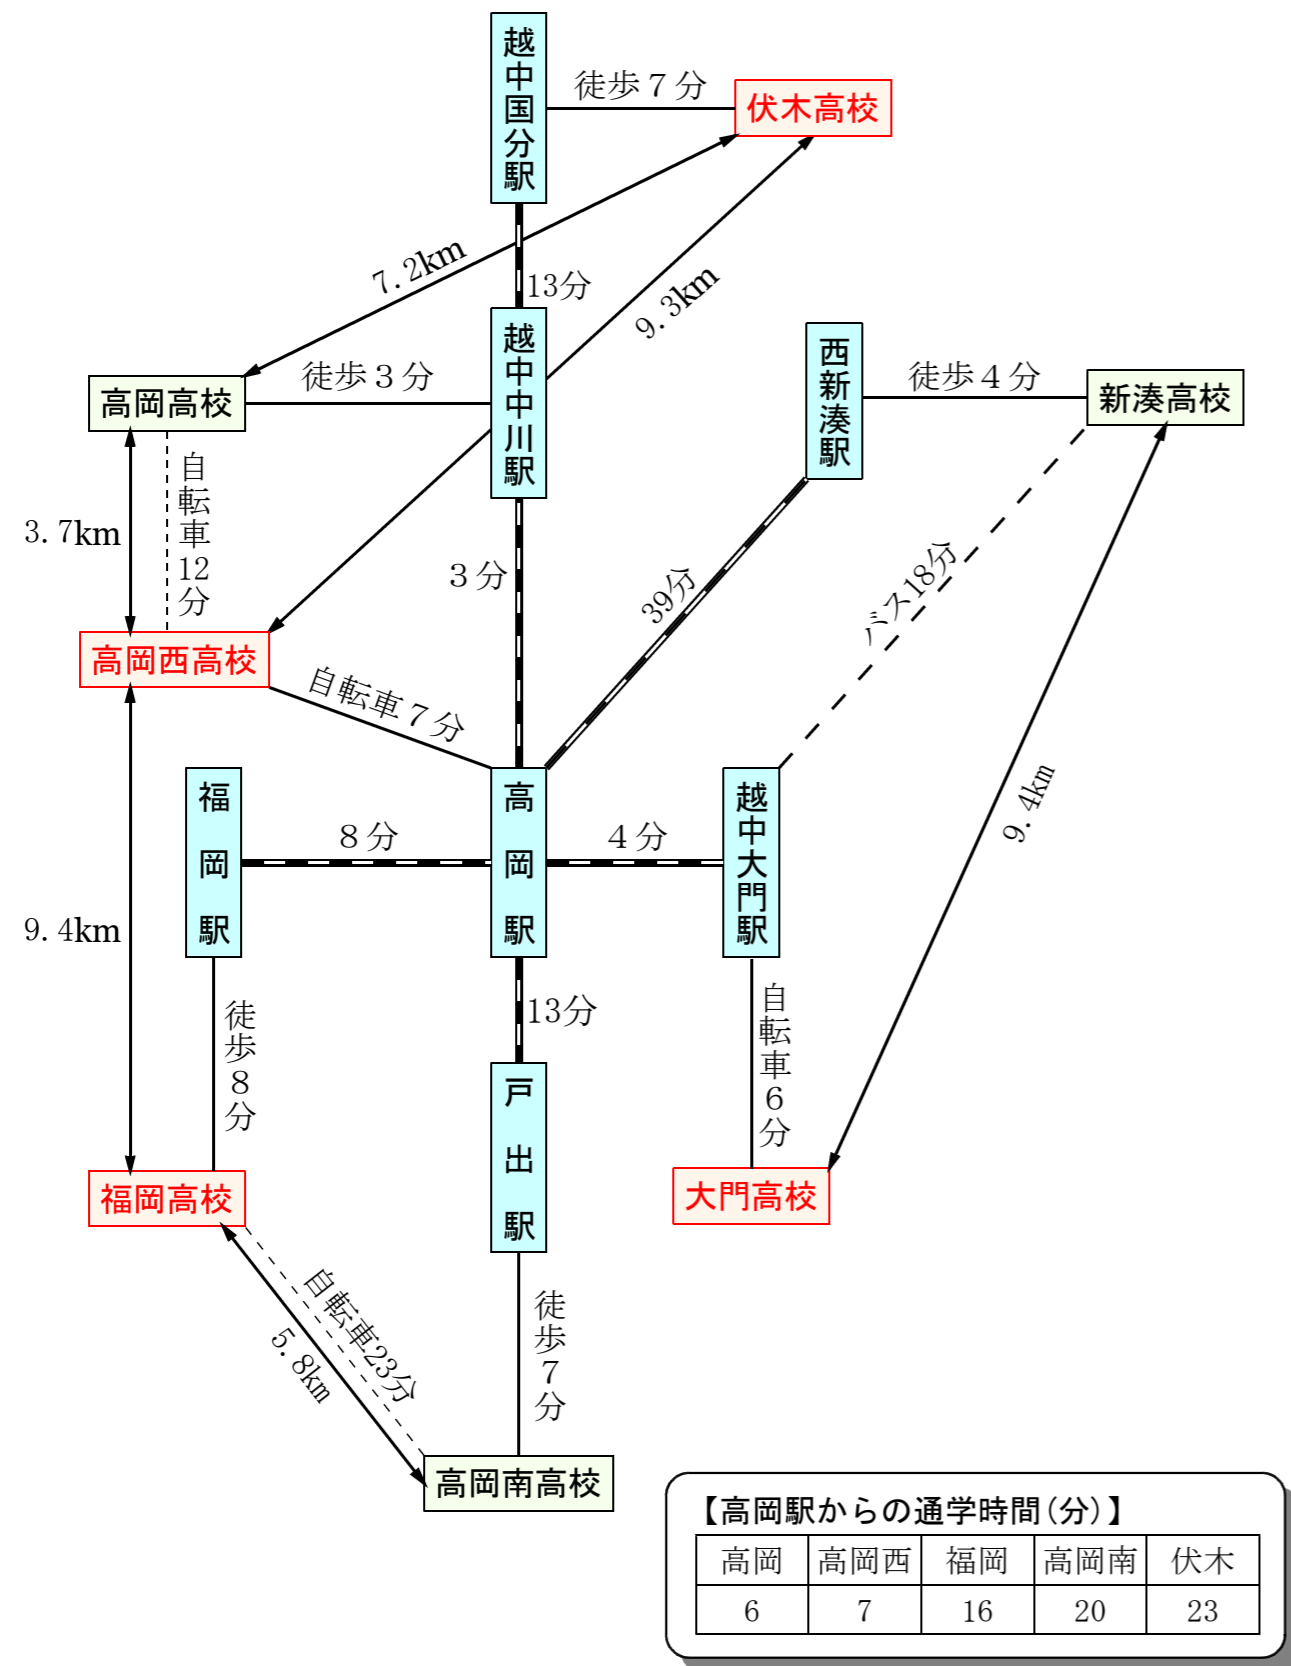 越中国分駅
徒歩７分
伏木高校
7.2km
13分
9.3km
越中中川駅
西新湊駅
徒歩３分
徒歩４分
高岡高校
新湊高校
自転車12分
3.7km
３分
39分
バス18分
高岡西高校
自転車７分
福岡駅
高岡駅
越中大門駅
8分
４分
9.4km
9.4km
13分
徒歩８分
自転車６分
戸出駅
福岡高校
大門高校
自転車23分
5.8km
徒歩７分
高岡南高校
【高岡駅からの通学時間(分)】
高岡 高岡西 福岡 高岡南 伏木
6 7 16 20 23